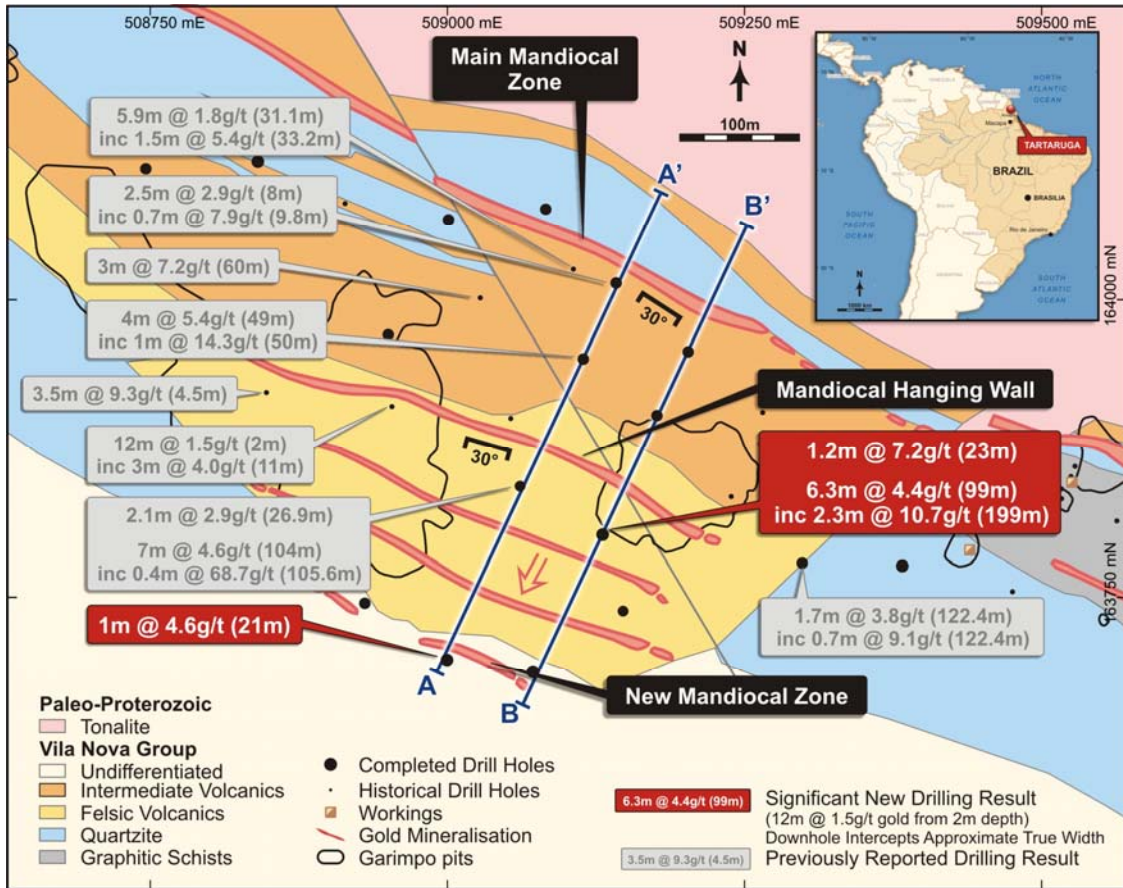 508750 mE
509000 mE
509250 mE
509500 mE
Main Mandiocal
Zone
N
100m
5.9m @ 1.8g/t (31.1m)
inc 1.5m @ 5.4g/t (33.2m)
2.5m @ 2.9g/t (8m)
inc 0.7m @ 7.9g/t (9.8m)
3m @ 7.2g/t (60m)
4m @ 5.4g/t (49m)
inc 1m @ 14.3g/t (50m)
3.5m @ 9.3g/t (4.5m)
12m @ 1.5g/t (2m)
inc 3m @ 4.0g/t (11m)
2.1m @ 2.9g/t (26.9m)
7m @ 4.6g/t (104m)
inc 0.4m @ 68.7g/t (105.6m)
1m @ 4.6g/t (21m)
A'
B'
30°
30°
A
B
Mandiocal Hanging Wall
1.2m @ 7.2g/t (23m)
6.3m @ 4.4g/t (99m)
inc 2.3m @ 10.7g/t (199m)
1.7m @ 3.8g/t (122.4m)
inc 0.7m @ 9.1g/t (122.4m)
New Mandiocal Zone
164000 mN
163750 mN
NORTH
ATLANTIC
OCEAN
Macapa
TARTARUGA
BRAZIL
BRASILIA
Rio de Janeiro
SOUTH
PACIFIC
OCEAN
SOUTH
ATLANTIC
OCEAN
N
1000 km
Paleo-Proterozoic
Tonalite
Vila Nova Group
Undifferentiated
Intermediate Volcanics
Felsic Volcanics
Quartzite
Graphitic Schists
Completed Drill Holes
Historical Drill Holes
Workings
Gold Mineralisation
Garimpo pits
6.3m @ 4.4g/t (99m)
Significant New Drilling Result
(12m @ 1.5g/t gold from 2m depth)
Downhole Intercepts Approximate True Width
3.5m @ 9.3g/t (4.5m)
Previously Reported Drilling Result